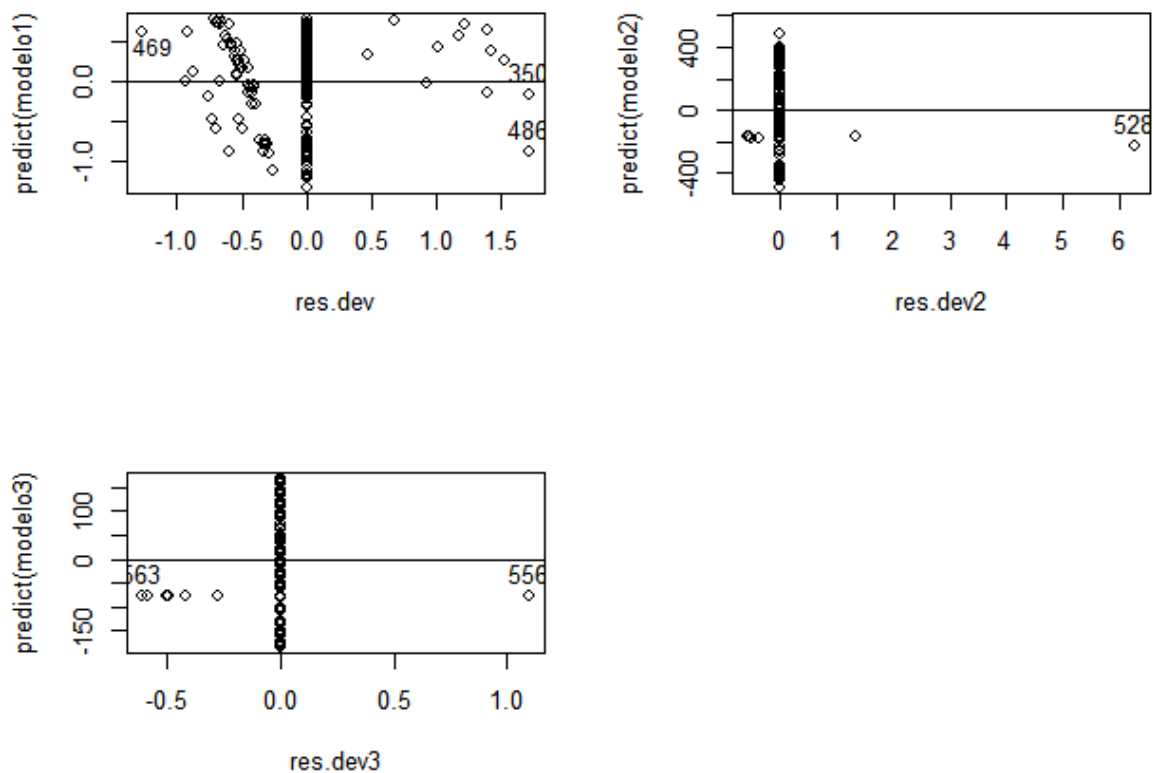 predict(modelo1)
0.0
-1.0
469
350
486
-1.0 -0.5 0.0 0.5 1.0 1.5
res.dev
predict(modelo2)
400
0
-400
528
0 1 2 3 4 5 6
res.dev2
predict(modelo3)
100
0
-150
563
556
-0.5 0.0 0.5 1.0
res.dev3